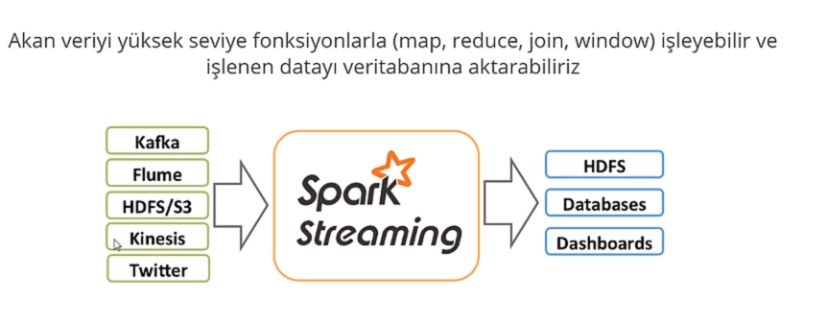 Akan veriyi yüksek seviye fonksiyonlarla (map, reduce, join, window) işleyebilir ve
işlenen datayı veritabanına aktarabiliriz
Kafka
Flume
HDFS/S3
Kinesis
Twitter
Spark
Streaming
HDFS
Databases
Dashboards